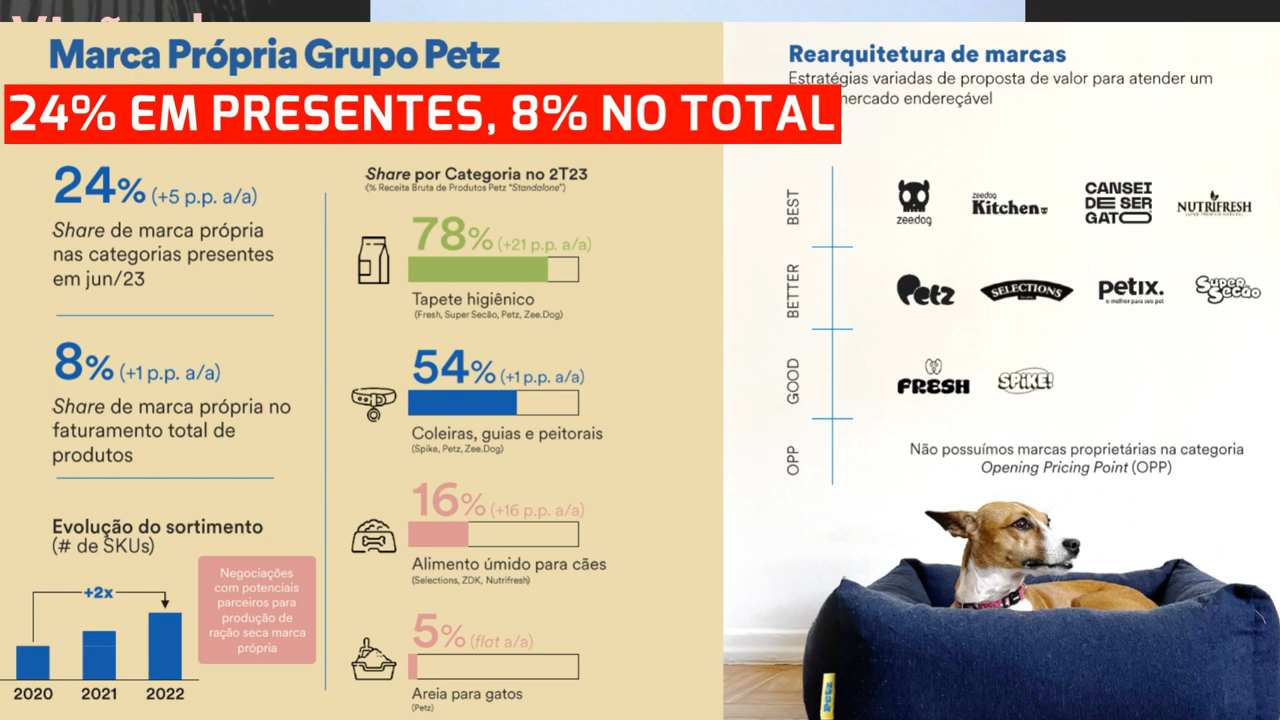 Marca Própria Grupo Petz
24% EM PRESENTES, 8% NO TOTAL
24% (+5 p.p. a/a)
Share de marca própria
nas categorias presentes
em jun/23
8% (+1 p.p. a/a)
Share de marca própria no
faturamento total de
produtos
Evolução do sortimento
(# de SKUs)
+2x
2020 2021 2022
Negociações
com potenciais
parceiros para
produção de
ração seca marca
própria
Share por Categoria no 2T23
(% Receita Bruta de Produtos Petz “Standalone”)
78% (+21 p.p. a/a)
Tapete higiênico
(Fresh, Super Secão, Petz, Zee.Dog)
54% (+1 p.p. a/a)
Coleiras, guias e peitorais
(Spike, Petz, Zee.Dog)
16% (+16 p.p. a/a)
Alimento úmido para cães
(Selections, ZDK, Nutrifresh)
5% (flat a/a)
Areia para gatos
(Petz)
Rearquitetura de marcas
Estratégias variadas de proposta de valor para atender um
mercado endereçável
BEST
zeedog
zeedog
Kitchen
CANSEI
DE SER
GATO
NUTRIFRESH
BETTER
Petz
SELECTIONS
petix.
o melhor para seu pet
Super
Secão
GOOD
FRESH
SPIKE!
OPP
Não possuímos marcas proprietárias na categoria
Opening Pricing Point (OPP)
Petz